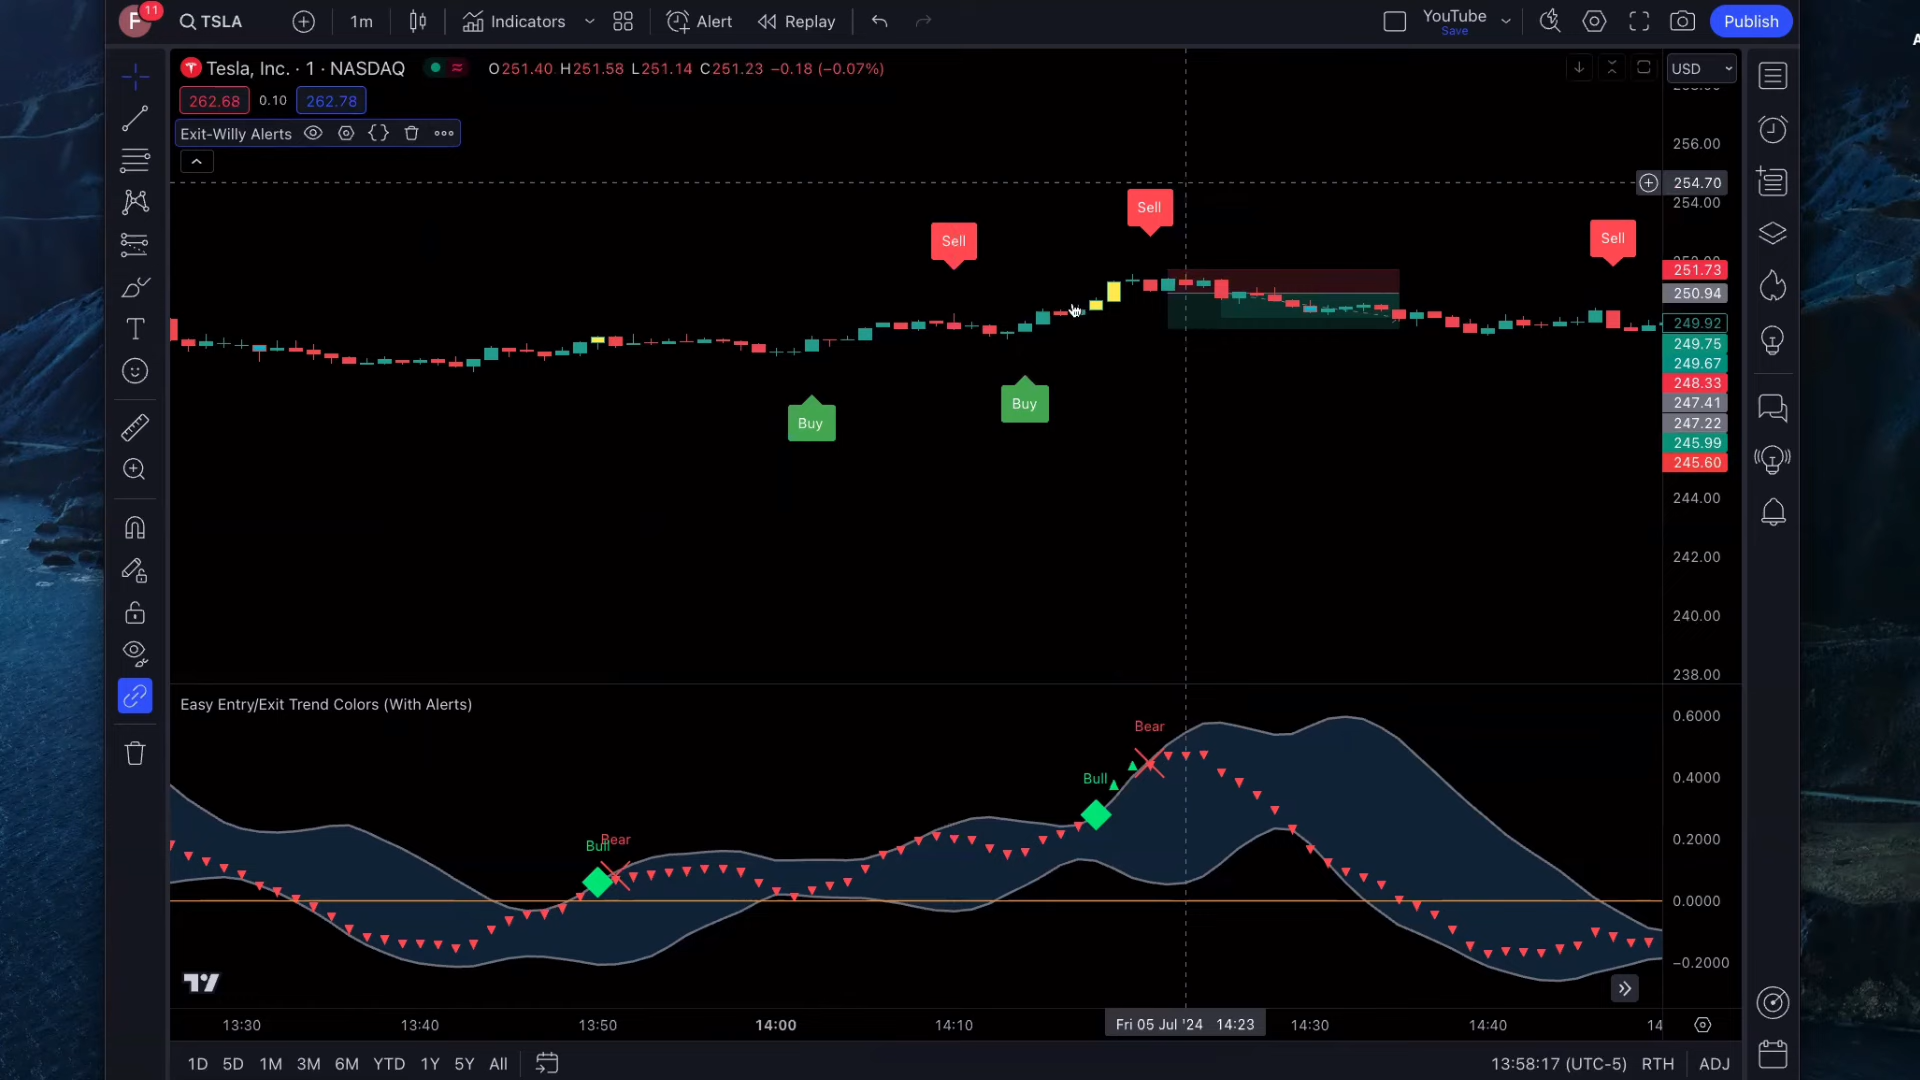 F 11 TSLA 1m Indicators Alert Replay YouTube Save Publish
Tesla, Inc. · 1 · NASDAQ O251.40 H251.58 L251.14 C251.23 −0.18 (−0.07%) USD
262.68 0.10 262.78
Exit-Willy Alerts
256.00
254.70
254.00
Sell
Sell
Sell
251.73
250.94
249.92
249.75
249.67
248.33
247.41
247.22
245.99
245.60
Buy
Buy
244.00
242.00
240.00
238.00
Easy Entry/Exit Trend Colors (With Alerts)
0.6000
Bear
Bull
0.4000
Bear
Bull
0.2000
0.0000
−0.2000
13:30 13:40 13:50 14:00 14:10 Fri 05 Jul '24 14:23 14:30 14:40 14
1D 5D 1M 3M 6M YTD 1Y 5Y All 13:58:17 (UTC-5) RTH ADJ